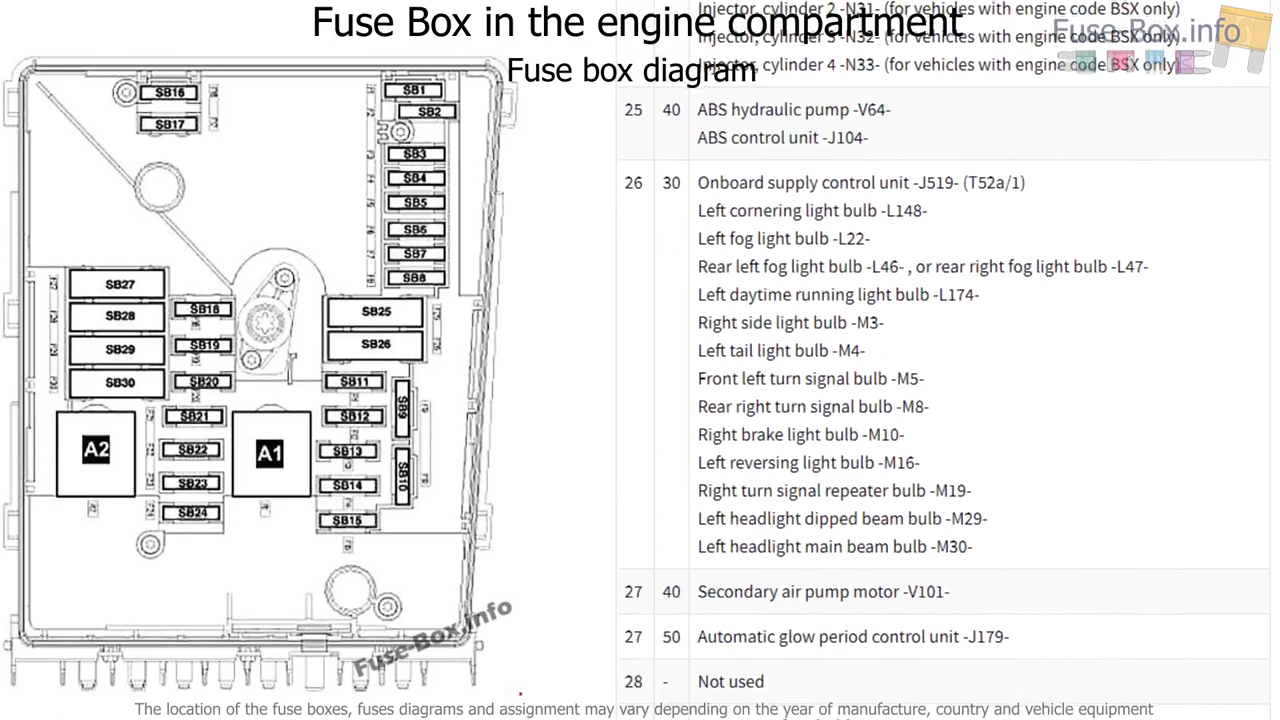 Fuse Box in the engine compartment
Fuse box diagram
Fuse-Box.info
Injector, cylinder 2 -N31- (for vehicles with engine code BSX only)
Injector, cylinder 3 -N32- (for vehicles with engine code BSX only)
Injector, cylinder 4 -N33- (for vehicles with engine code BSX only)
25 40 ABS hydraulic pump -V64-
ABS control unit -J104-
26 30 Onboard supply control unit -J519- (T52a/1)
Left cornering light bulb -L148-
Left fog light bulb -L22-
Rear left fog light bulb -L46- , or rear right fog light bulb -L47-
Left daytime running light bulb -L174-
Right side light bulb -M3-
Left tail light bulb -M4-
Front left turn signal bulb -M5-
Rear right turn signal bulb -M8-
Right brake light bulb -M10-
Left reversing light bulb -M16-
Right turn signal repeater bulb -M19-
Left headlight dipped beam bulb -M29-
Left headlight main beam bulb -M30-
27 40 Secondary air pump motor -V101-
27 50 Automatic glow period control unit -J179-
28 - Not used
SB16
SB17
SB1
SB2
SB3
SB4
SB5
SB6
SB7
SB8
SB27
SB28
SB29
SB30
SB18
SB19
SB20
SB25
SB26
SB21
SB22
SB23
SB24
A2
A1
SB11
SB12
SB13
SB14
SB15
SB9
SB10
Fuse-Box.info
The location of the fuse boxes, fuses diagrams and assignment may vary depending on the year of manufacture, country and vehicle equipment